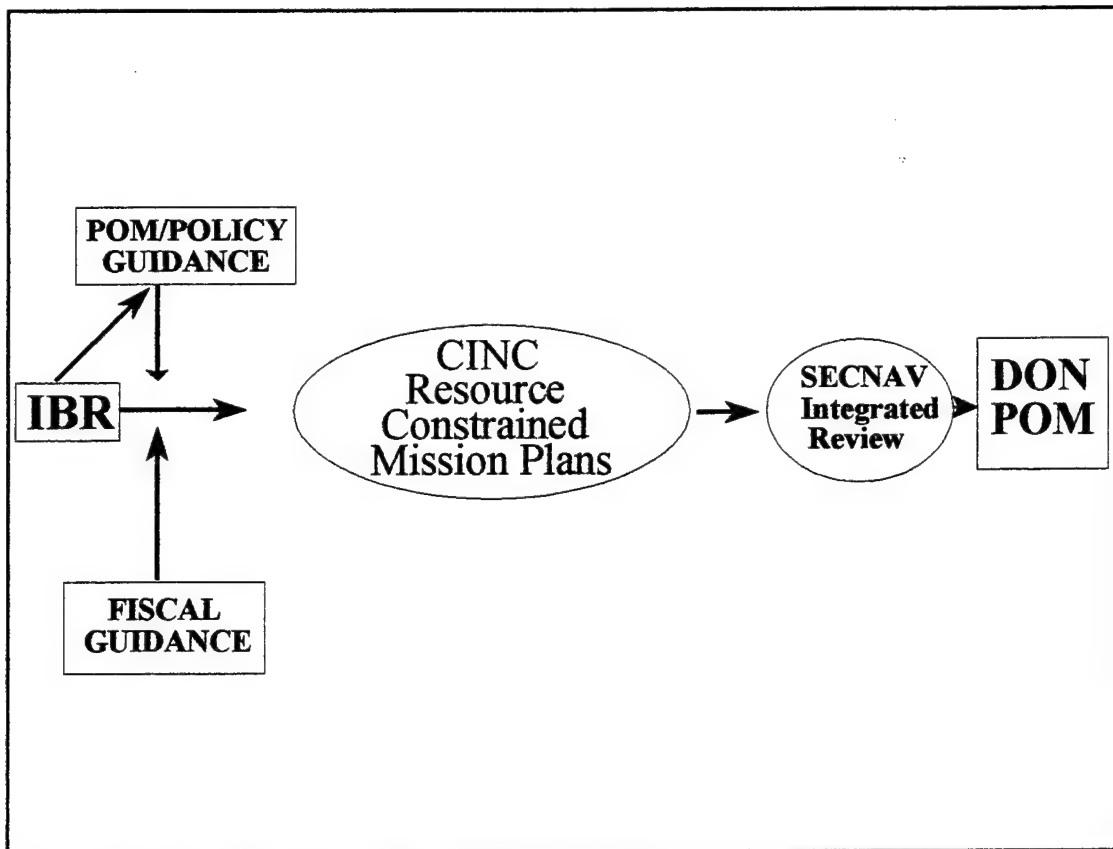 POM/POLICY
GUIDANCE
IBR
CINC
Resource
Constrained
Mission Plans
SECNAV
Integrated
Review
DON
POM
FISCAL
GUIDANCE